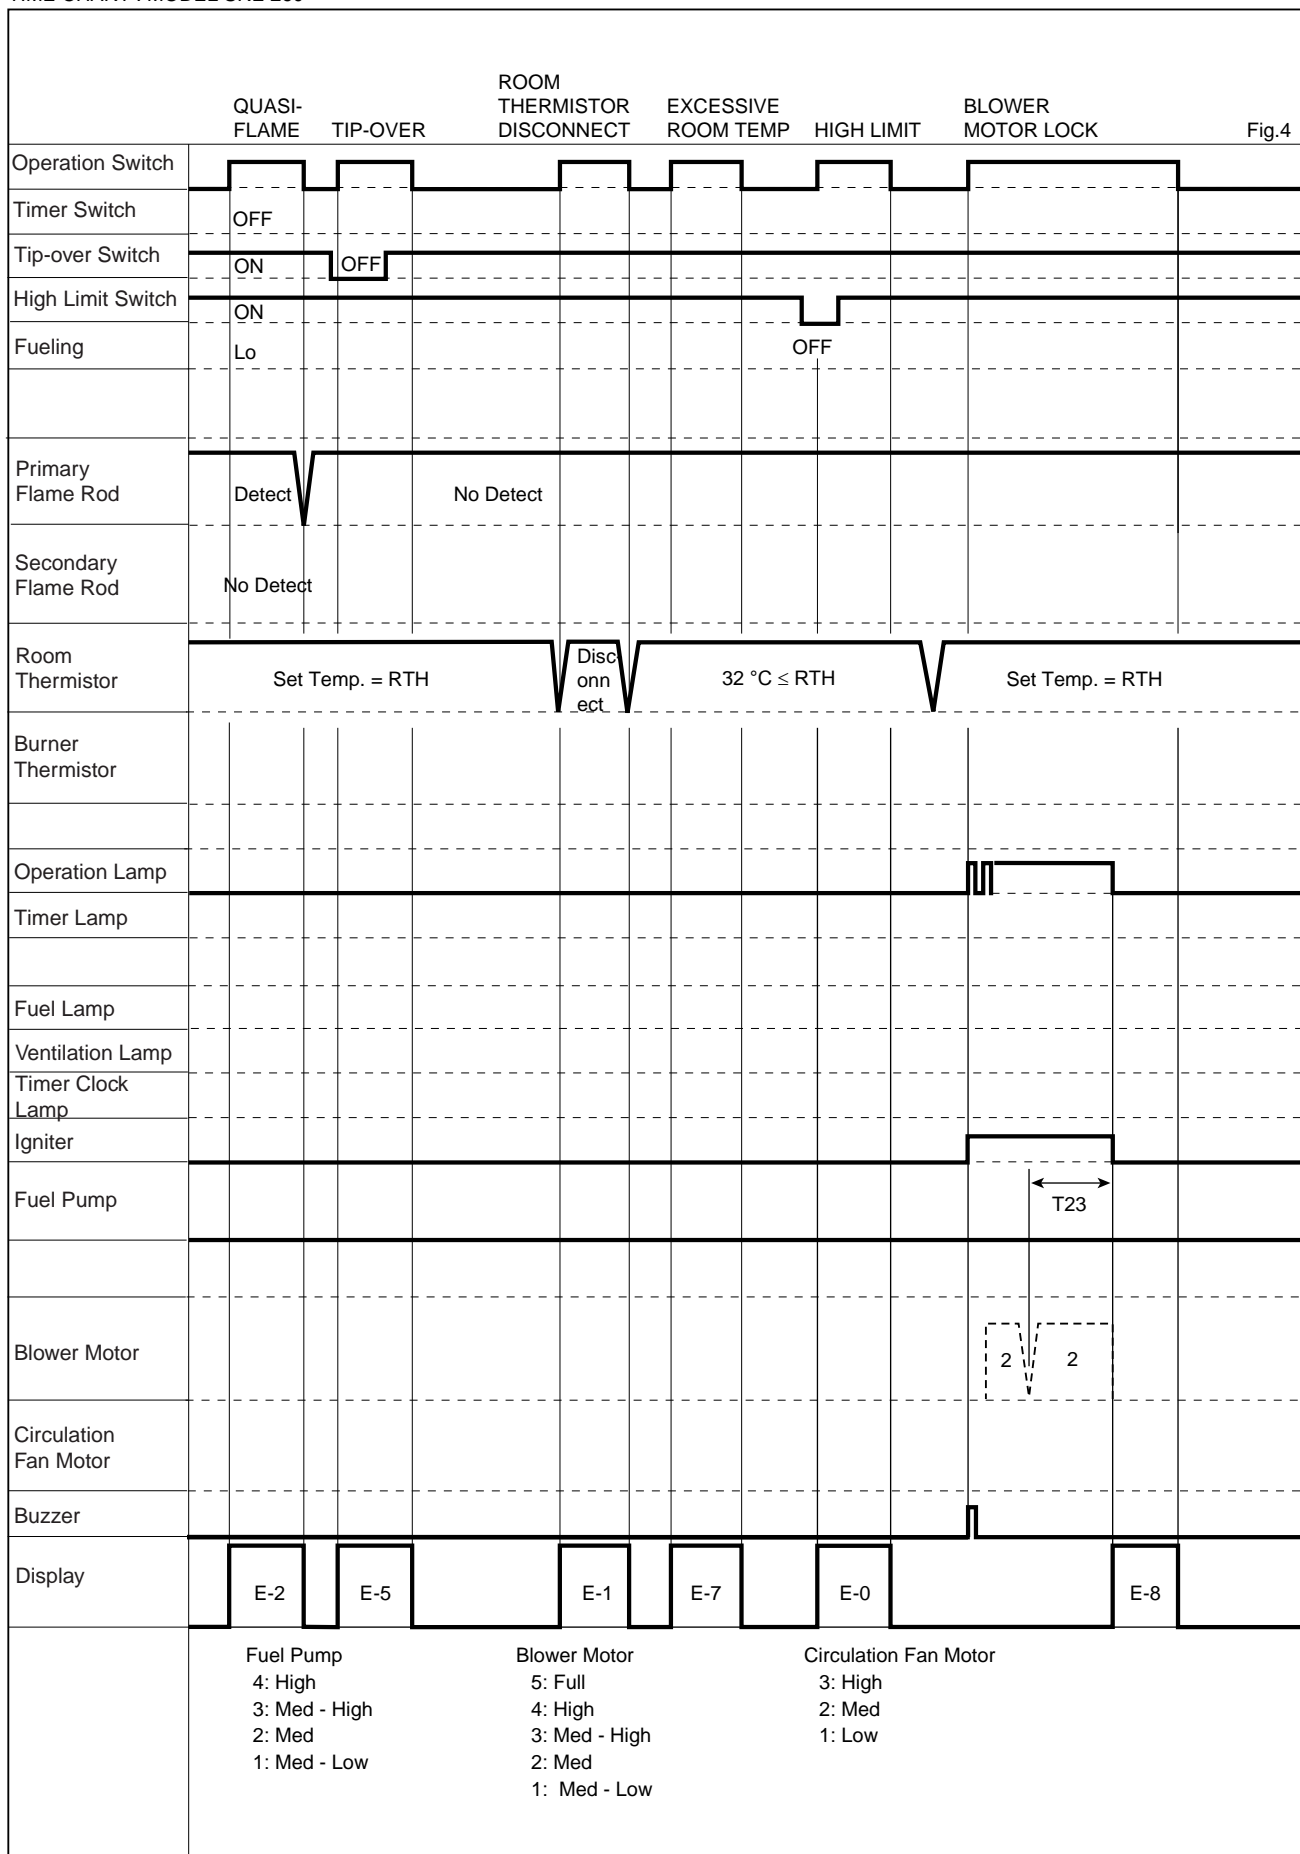 ROOM
QUASI- THERMISTOR EXCESSIVE BLOWER
FLAME TIP-OVER DISCONNECT ROOM TEMP HIGH LIMIT MOTOR LOCK Fig.4
Operation Switch
Timer Switch
OFF
Tip-over Switch
ON OFF
High Limit Switch
ON
Fueling
Lo OFF
Primary
Flame Rod
Detect No Detect
Secondary
Flame Rod
No Detect
Room
Thermistor
Set Temp. = RTH
Disc-
onn
ect
32 °C ≤ RTH
Set Temp. = RTH
Burner
Thermistor
Operation Lamp
Timer Lamp
Fuel Lamp
Ventilation Lamp
Timer Clock
Lamp
Igniter
Fuel Pump
T23
Blower Motor
2 2
Circulation
Fan Motor
Buzzer
Display
E-2 E-5 E-1 E-7 E-0 E-8
Fuel Pump
4: High
3: Med - High
2: Med
1: Med - Low
Blower Motor
5: Full
4: High
3: Med - High
2: Med
1: Med - Low
Circulation Fan Motor
3: High
2: Med
1: Low